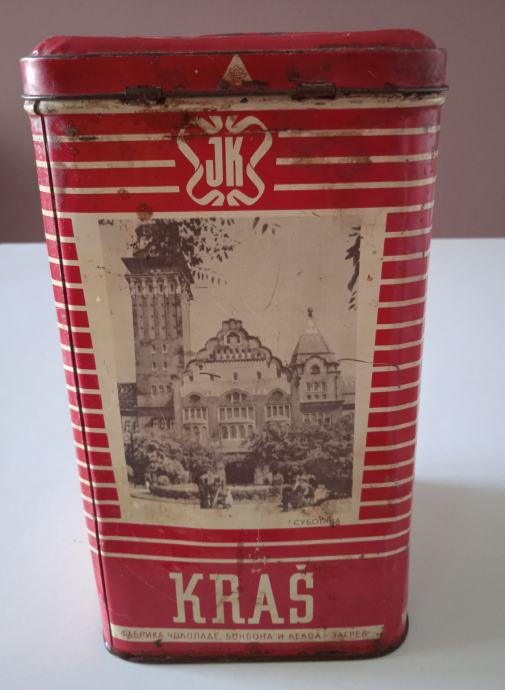 JK
СУБОТИЦА
KRAŠ
ФАБРИКА ЧОКОЛАДЕ, БОНБОНА И КЕКСА - ЗАГРЕБ